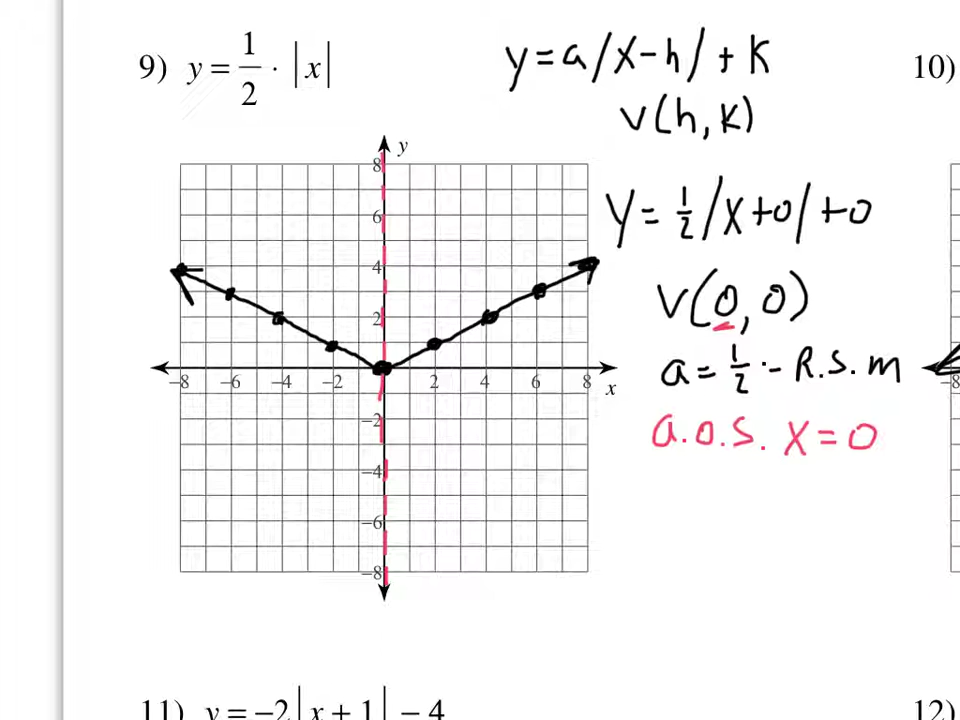 9) y = 1/2 · |x|
y = a|x-h| + K
V(h, K)
10)
y
8
6
4
2
-2
-4
-6
-8
-8 -6 -4 -2 2 4 6 8 x
-8
y = 1/2 |x+0| +0
V(0, 0)
a = 1/2 - R.S.m
a.o.s. x = 0
11) y = -2|x + 1| - 4
12)